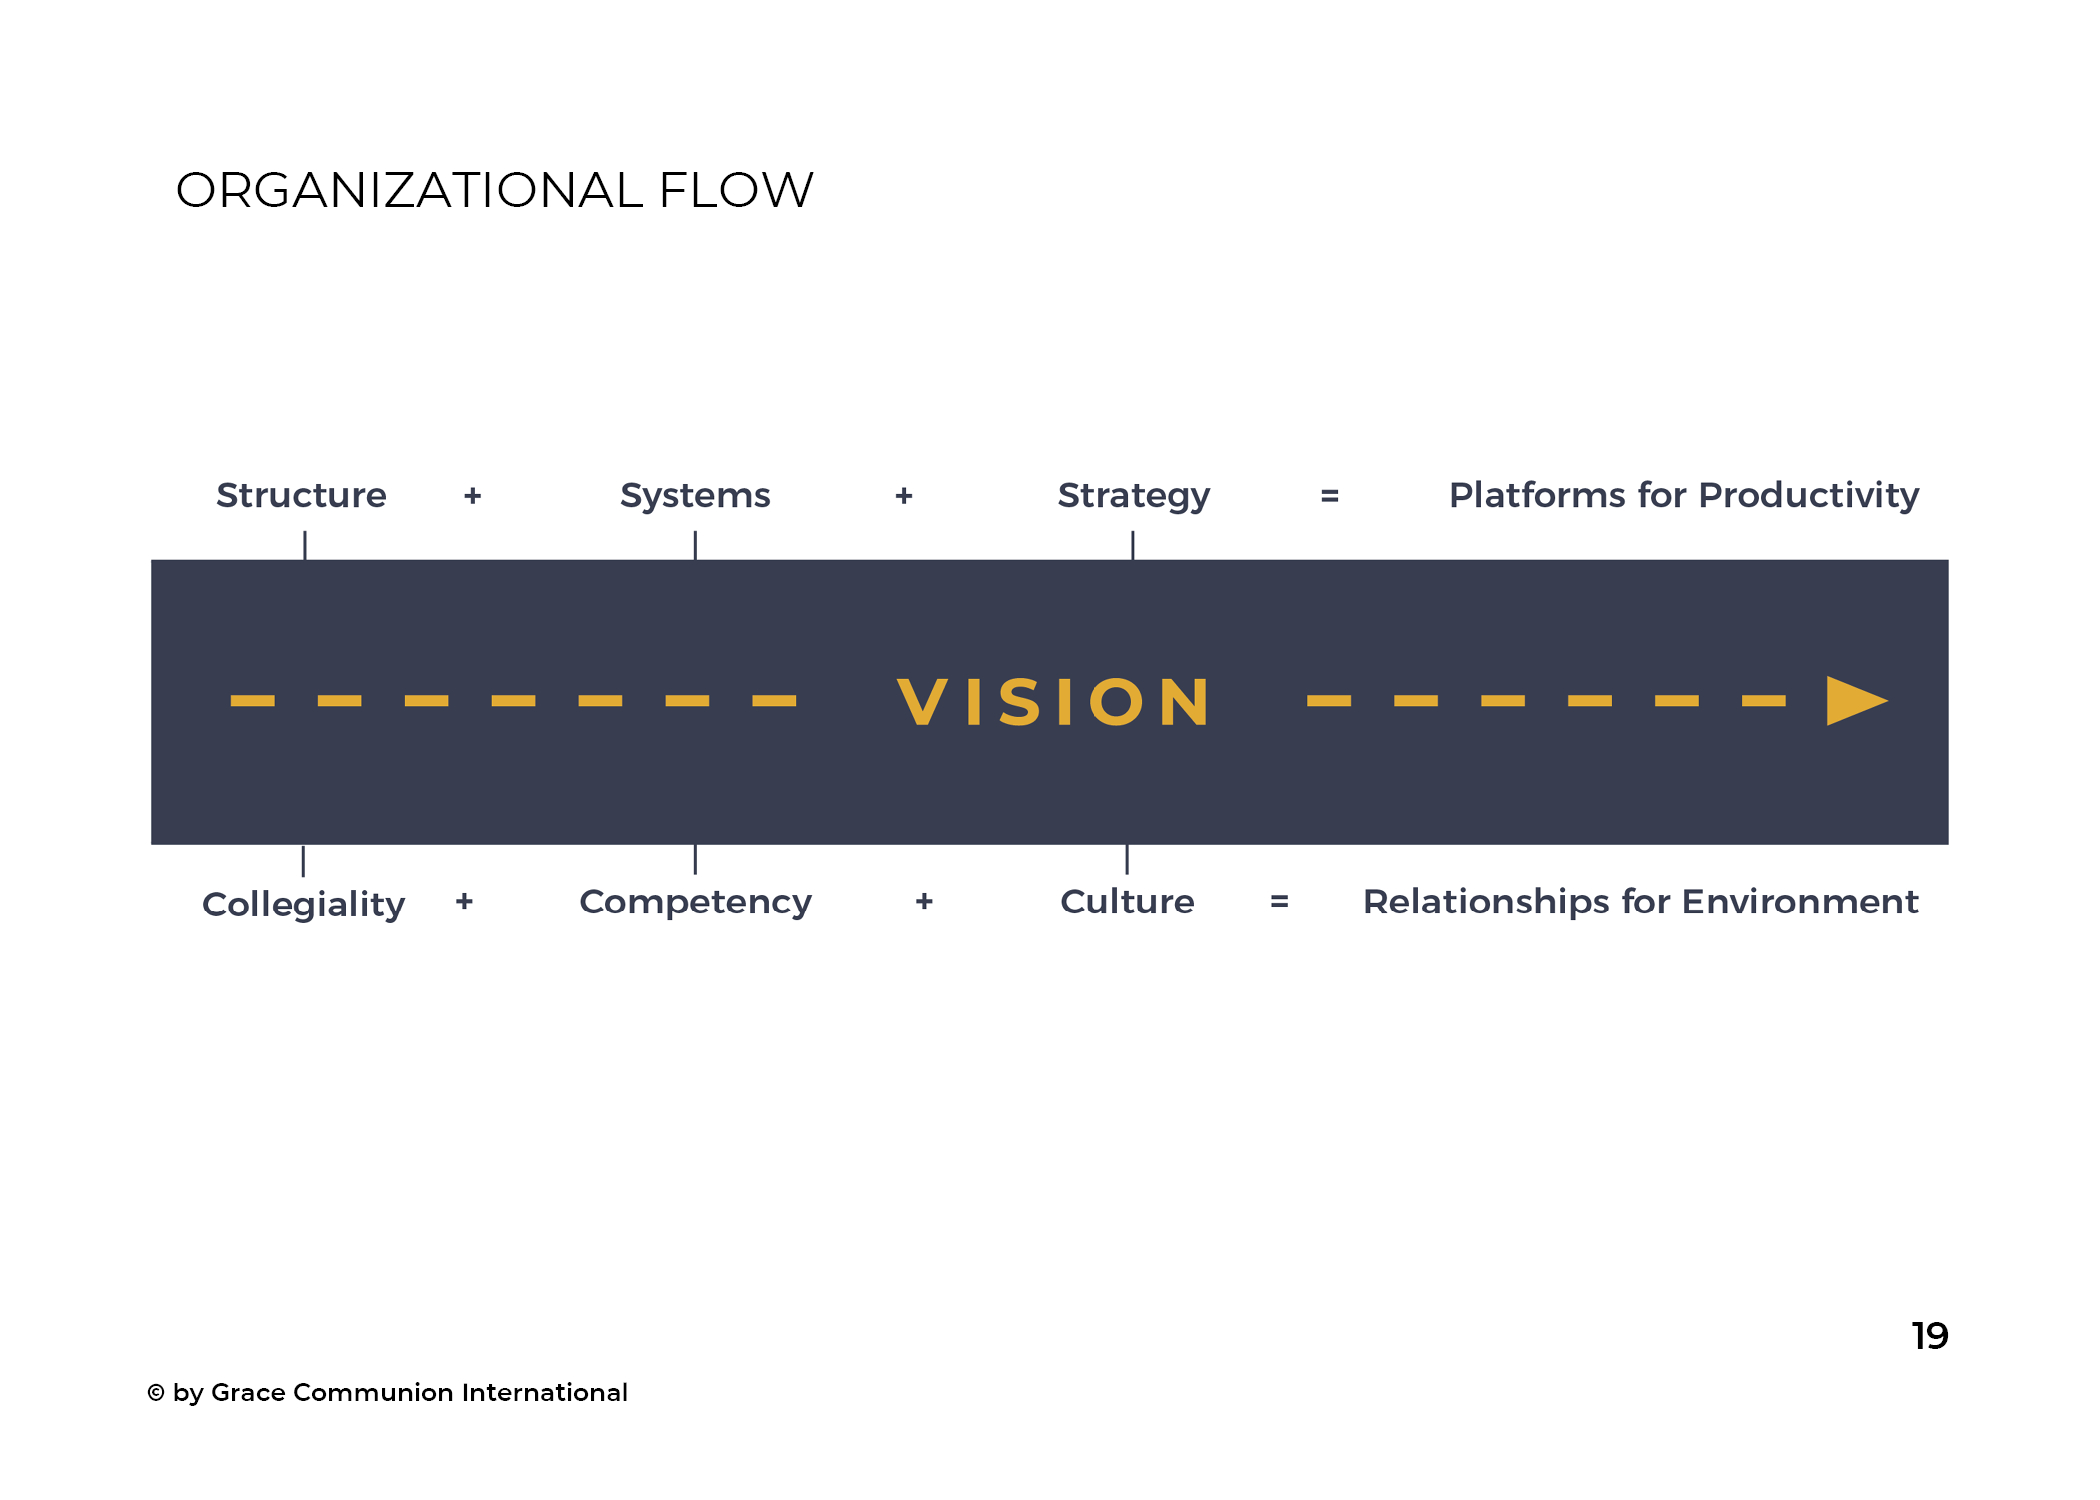 ORGANIZATIONAL FLOW
Structure + Systems + Strategy = Platforms for Productivity
VISION
Collegiality + Competency + Culture = Relationships for Environment
19
© by Grace Communion International